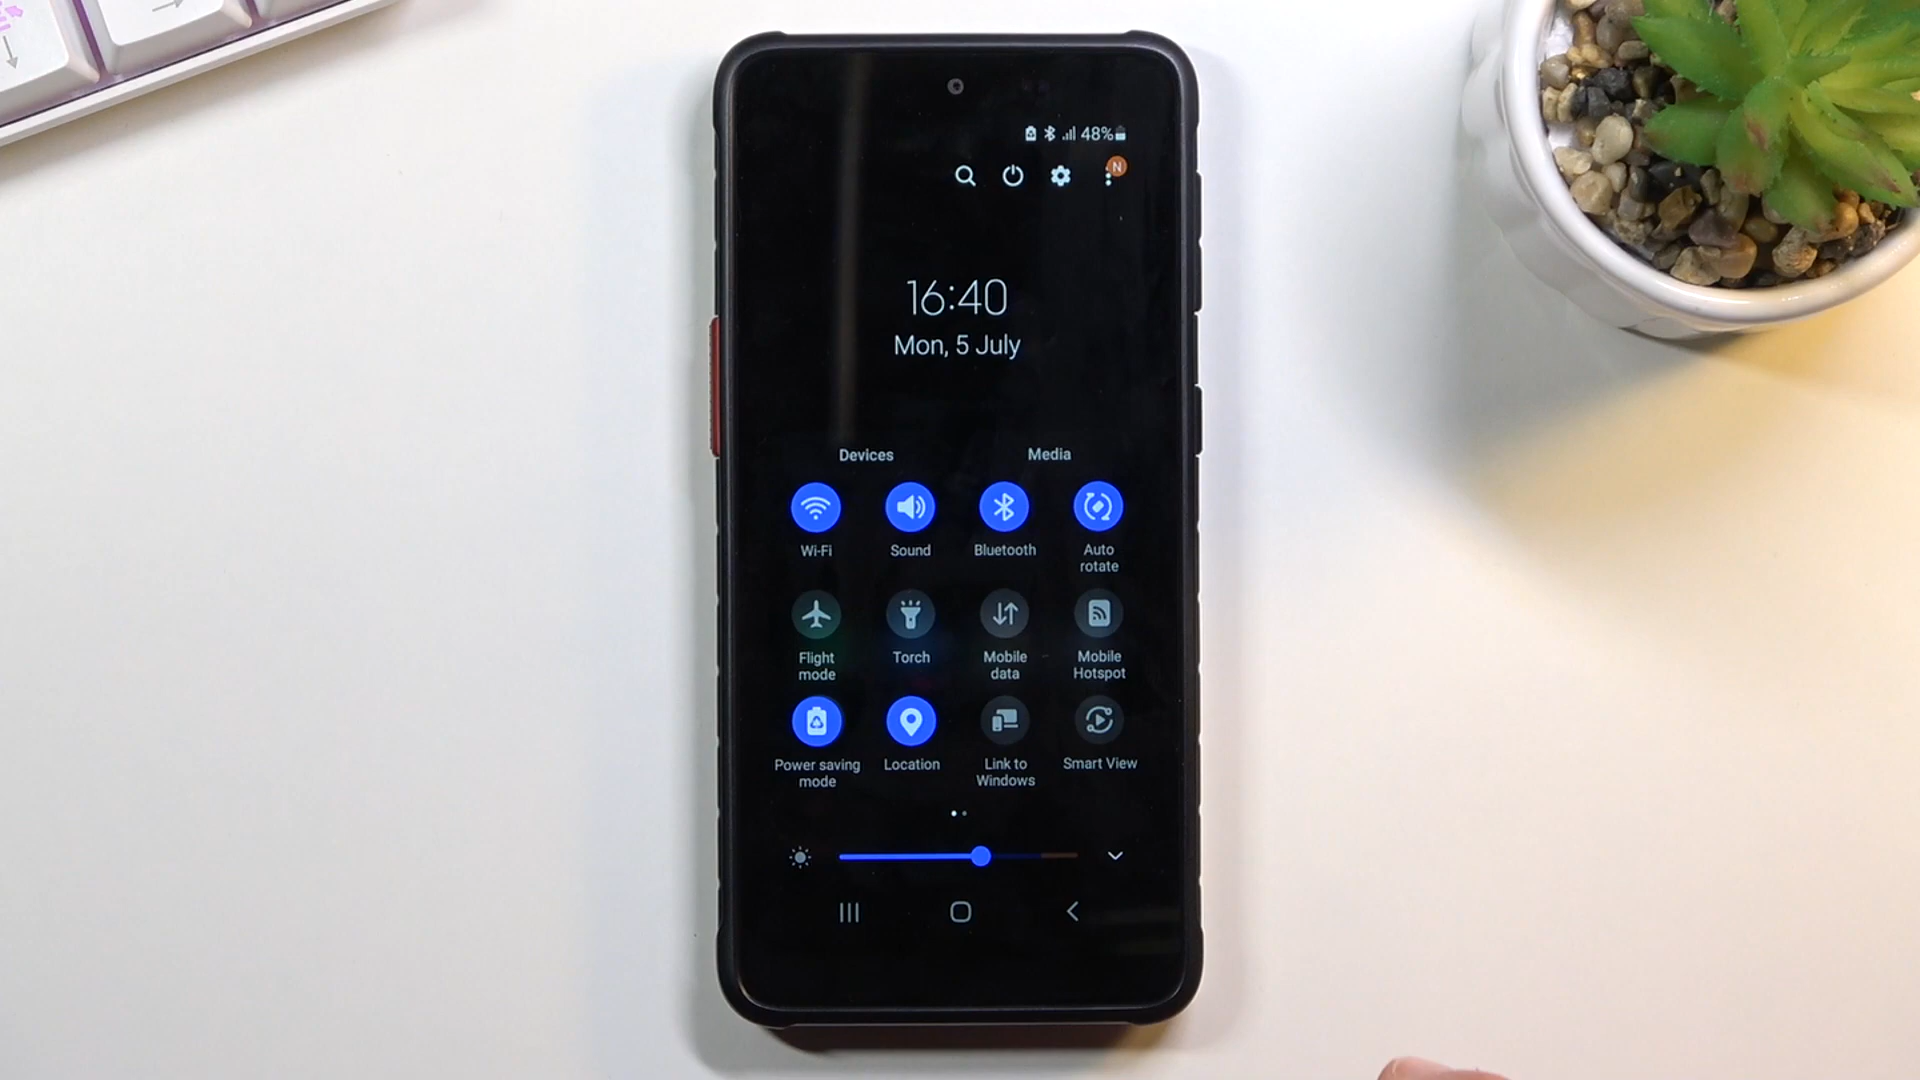 48%
N
16:40
Mon, 5 July
Devices Media
Wi-Fi Sound Bluetooth Auto rotate
Flight mode Torch Mobile data Mobile Hotspot
Power saving mode Location Link to Windows Smart View